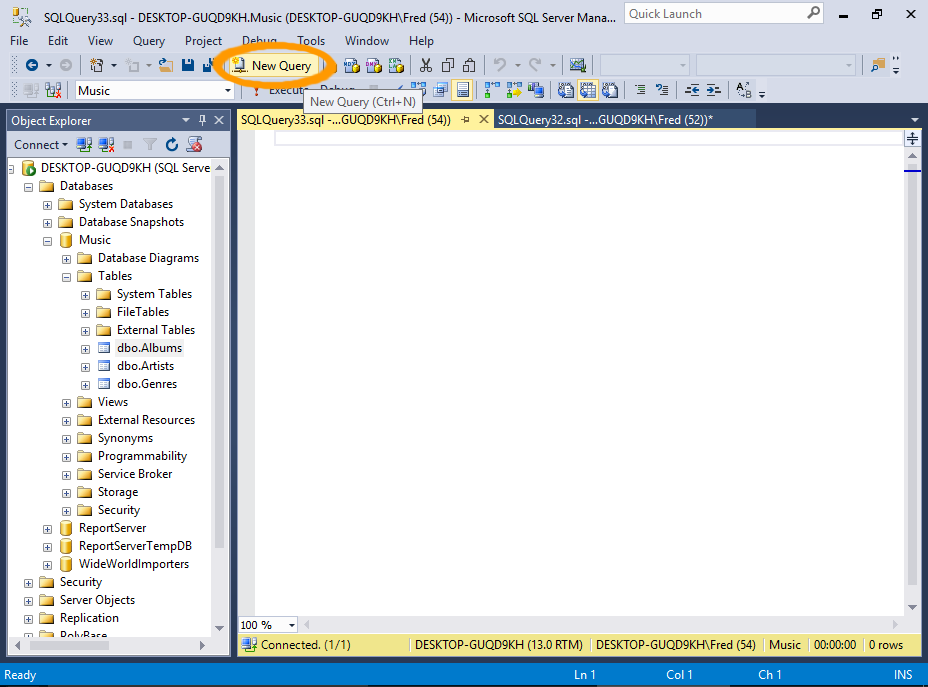 SQLQuery33.sql - DESKTOP-GUQD9KH.Music (DESKTOP-GUQD9KH\Fred (54)) - Microsoft SQL Server Mana...
Quick Launch
File Edit View Query Project Debug Tools Window Help
New Query
Music
Execute Debug
New Query (Ctrl+N)
Object Explorer
SQLQuery33.sql -...GUQD9KH\Fred (54))
SQLQuery32.sql -...GUQD9KH\Fred (52))*
Connect
DESKTOP-GUQD9KH (SQL Serve
Databases
System Databases
Database Snapshots
Music
Database Diagrams
Tables
System Tables
FileTables
External Tables
dbo.Albums
dbo.Artists
dbo.Genres
Views
External Resources
Synonyms
Programmability
Service Broker
Storage
Security
ReportServer
ReportServerTempDB
WideWorldImporters
Security
Server Objects
Replication
PolyBase
100 %
Connected. (1/1)
DESKTOP-GUQD9KH (13.0 RTM)
DESKTOP-GUQD9KH\Fred (54)
Music
00:00:00
0 rows
Ready
Ln 1
Col 1
Ch 1
INS